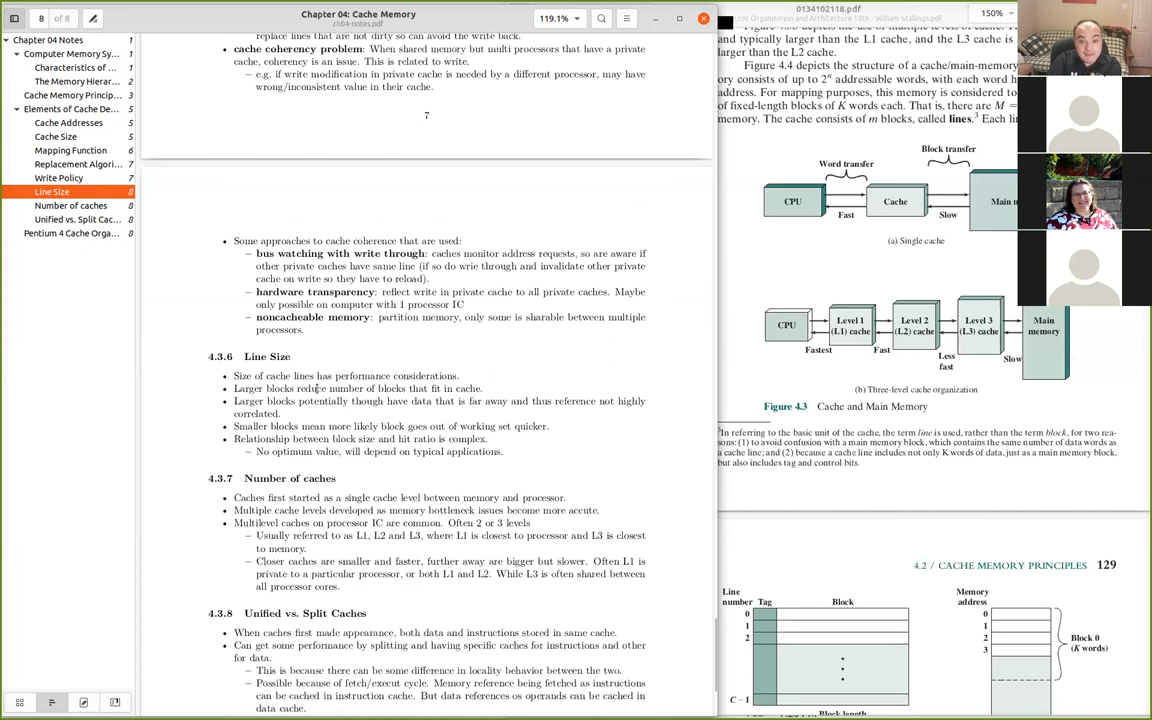 8 of 8
Chapter 04: Cache Memory
ch04-notes.pdf
119.1%
0134102118.pdf
ter Organization and Architecture 10th - William Stallings.pdf
150%
Chapter 04 Notes 1
Computer Memory Sy... 1
Characteristics of ... 1
The Memory Hierar... 2
Cache Memory Princip... 3
Elements of Cache De... 5
Cache Addresses 5
Cache Size 5
Mapping Function 6
Replacement Algori... 7
Write Policy 7
Line Size 8
Number of caches 8
Unified vs. Split Cac... 8
Pentium 4 Cache Orga...
replace lines that are not dirty so can avoid the write back.
• cache coherency problem: When shared memory but multi processors that have a private
cache, coherency is an issue. This is related to write.
– e.g. if write modification in private cache is needed by a different processor, may have
wrong/inconsistent value in their cache.
7
• Some approaches to cache coherence that are used:
– bus watching with write through: caches monitor address requests, so are aware if
other private caches have same line (if so do wrie through and invalidate other private
cache on write so they have to reload).
– hardware transparency: reflect write in private cache to all private caches. Maybe
only possible on computer with 1 processor IC
– noncacheable memory: partition memory, only some is sharable between multiple
processors.
4.3.6 Line Size
• Size of cache lines has performance considerations.
• Larger blocks reduce number of blocks that fit in cache.
• Larger blocks potentially though have data that is far away and thus reference not highly
correlated.
• Smaller blocks mean more likely block goes out of working set quicker.
• Relationship between block size and hit ratio is complex.
– No optimum value, will depend on typical applications.
4.3.7 Number of caches
• Caches first started as a single cache level between memory and processor.
• Multiple cache levels developed as memory bottleneck issues become more accute.
• Multilevel caches on processor IC are common. Often 2 or 3 levels
– Usually referred to as L1, L2 and L3, where L1 is closest to processor and L3 is closest
to memory.
– Closer caches are smaller and faster, further away are bigger but slower. Often L1 is
private to a particular processor, or both L1 and L2. While L3 is often shared between
all processor cores.
4.3.8 Unified vs. Split Caches
• When caches first made appearance, both data and instructions stored in same cache.
• Can get some performance by splitting and having specific caches for instructions and other
for data.
– This is because there can be some difference in locality behavior between the two.
– Possible because of fetch/execut cycle. Memory reference being fetched as instructions
can be cached in instruction cache. But data references os operands can be cached in
data cache.
and typically larger than the L1 cache, and the L3 cache is
larger than the L2 cache.
Figure 4.4 depicts the structure of a cache/main-memory
ory consists of up to 2ⁿ addressable words, with each word h
address. For mapping purposes, this memory is considered to
of fixed-length blocks of K words each. That is, there are M =
memory. The cache consists of m blocks, called lines.³ Each li
Block transfer
Word transfer
CPU
Cache
Main m
Fast
Slow
(a) Single cache
CPU
Level 1
(L1) cache
Level 2
(L2) cache
Level 3
(L3) cache
Main
memory
Fastest
Fast
Less
fast
Slow
(b) Three-level cache organization
Figure 4.3 Cache and Main Memory
³In referring to the basic unit of the cache, the term line is used, rather than the term block, for two rea-
sons: (1) to avoid confusion with a main memory block, which contains the same number of data words as
a cache line; and (2) because a cache line includes not only K words of data, just as a main memory block,
but also includes tag and control bits.
4.2 / CACHE MEMORY PRINCIPLES 129
Line
number Tag Block
0
1
2
C – 1
Block length
Memory
address
0
1
2
3
Block 0
(K words)